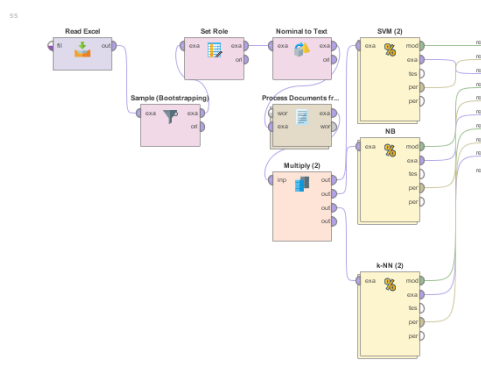 Read Excel
fil
out
Set Role
exa
exa
ori
Nominal to Text
exa
exa
ori
SVM (2)
exa
mod
exa
tes
per
per
Sample (Bootstrapping)
exa
exa
ori
Process Documents fr...
wor
exa
exa
wor
NB
exa
mod
exa
tes
per
per
Multiply (2)
inp
out
out
out
out
k-NN (2)
exa
mod
exa
tes
per
per